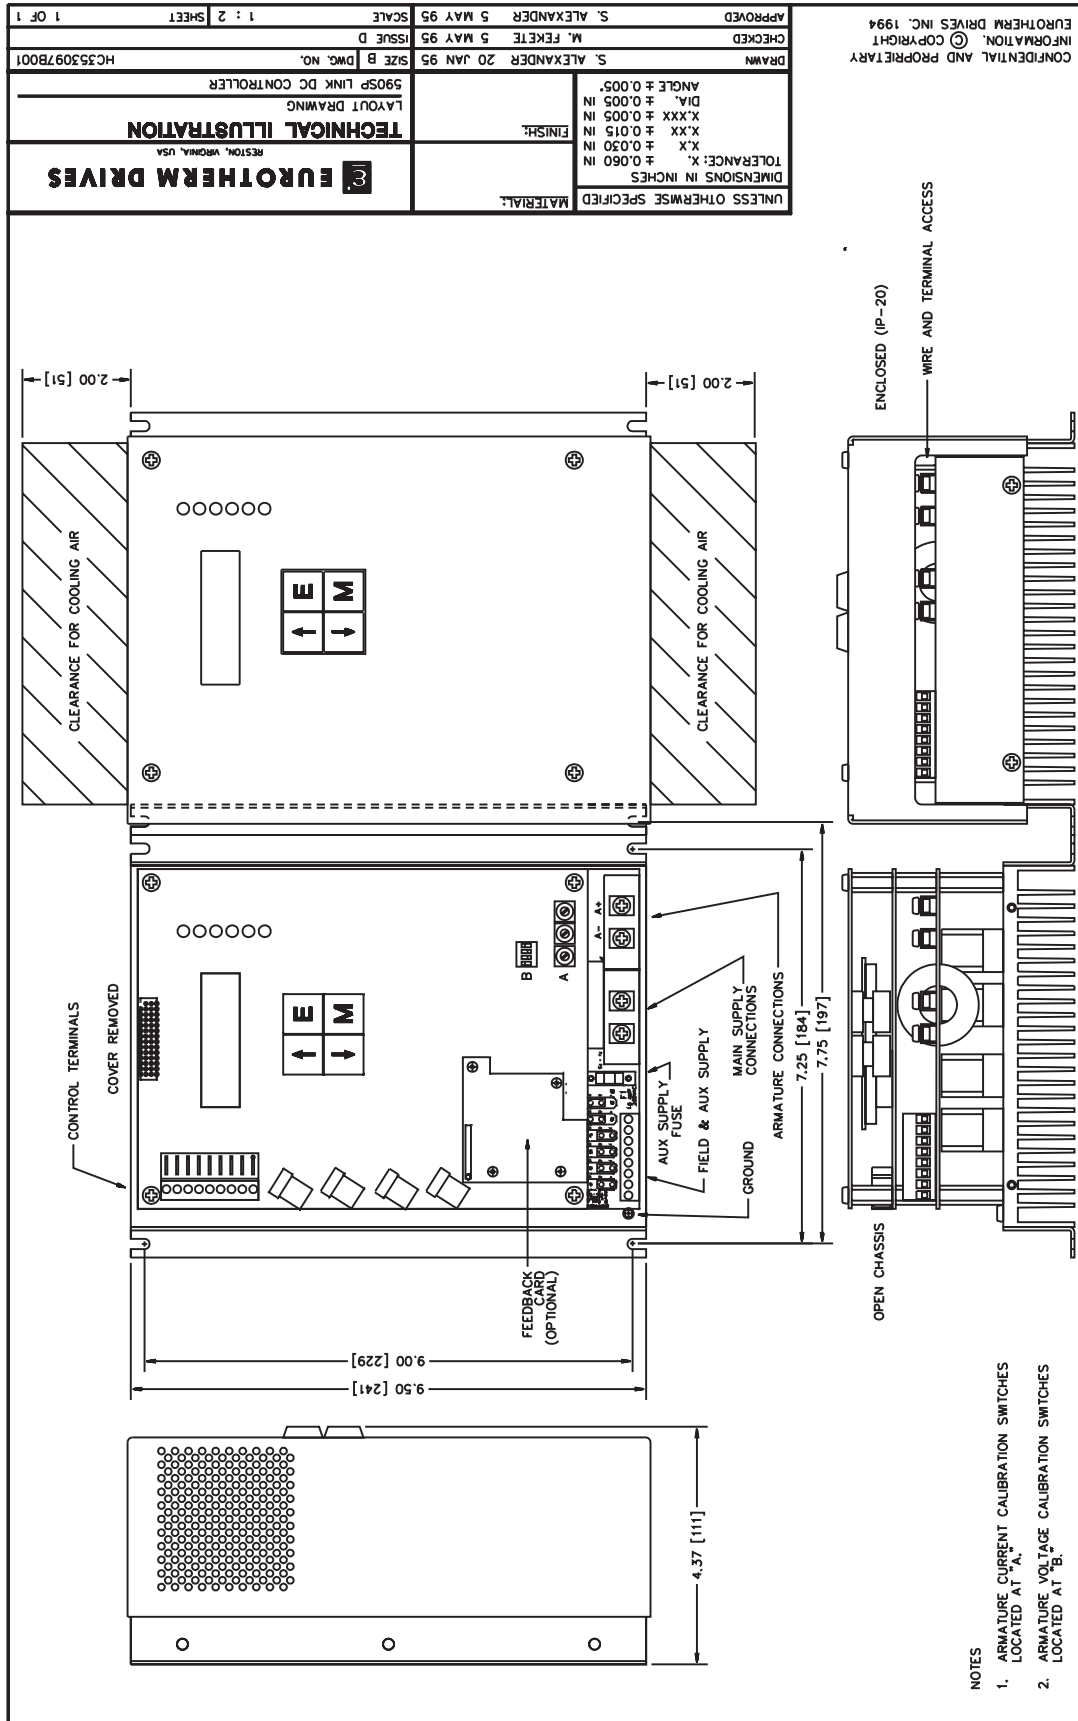 CONFIDENTIAL AND PROPRIETARY
INFORMATION. © COPYRIGHT
EUROTHERM DRIVES INC. 1994
UNLESS OTHERWISE SPECIFIED
DIMENSIONS IN INCHES
TOLERANCE: X. ± 0.060 IN
X.X ± 0.030 IN
X.XX ± 0.015 IN
X.XXX ± 0.005 IN
DIA. ± 0.005 IN
ANGLE ± 0.005°
MATERIAL:
FINISH:
EUROTHERM DRIVES
RESTON, VIRGINIA, USA
TECHNICAL ILLUSTRATION
LAYOUT DRAWING
590SP LINK DC CONTROLLER
DRAWN S. ALEXANDER 20 JAN 95
CHECKED M. FEKETE 5 MAY 95
APPROVED S. ALEXANDER 5 MAY 95
SIZE B DWG. NO. HC353097B001
ISSUE D
SCALE 1 : 2 SHEET 1 OF 1
2.00 [51]
2.00 [51]
CLEARANCE FOR COOLING AIR
CLEARANCE FOR COOLING AIR
E
M
ENCLOSED (IP-20)
WIRE AND TERMINAL ACCESS
CONTROL TERMINALS
COVER REMOVED
E
M
B
A
A+
A-
F1
FEEDBACK
CARD
(OPTIONAL)
AUX SUPPLY
FUSE
FIELD & AUX SUPPLY
GROUND
MAIN SUPPLY
CONNECTIONS
ARMATURE CONNECTIONS
7.25 [184]
7.75 [197]
9.00 [229]
9.50 [241]
4.37 [111]
OPEN CHASSIS
NOTES
1. ARMATURE CURRENT CALIBRATION SWITCHES
LOCATED AT "A."
2. ARMATURE VOLTAGE CALIBRATION SWITCHES
LOCATED AT "B."